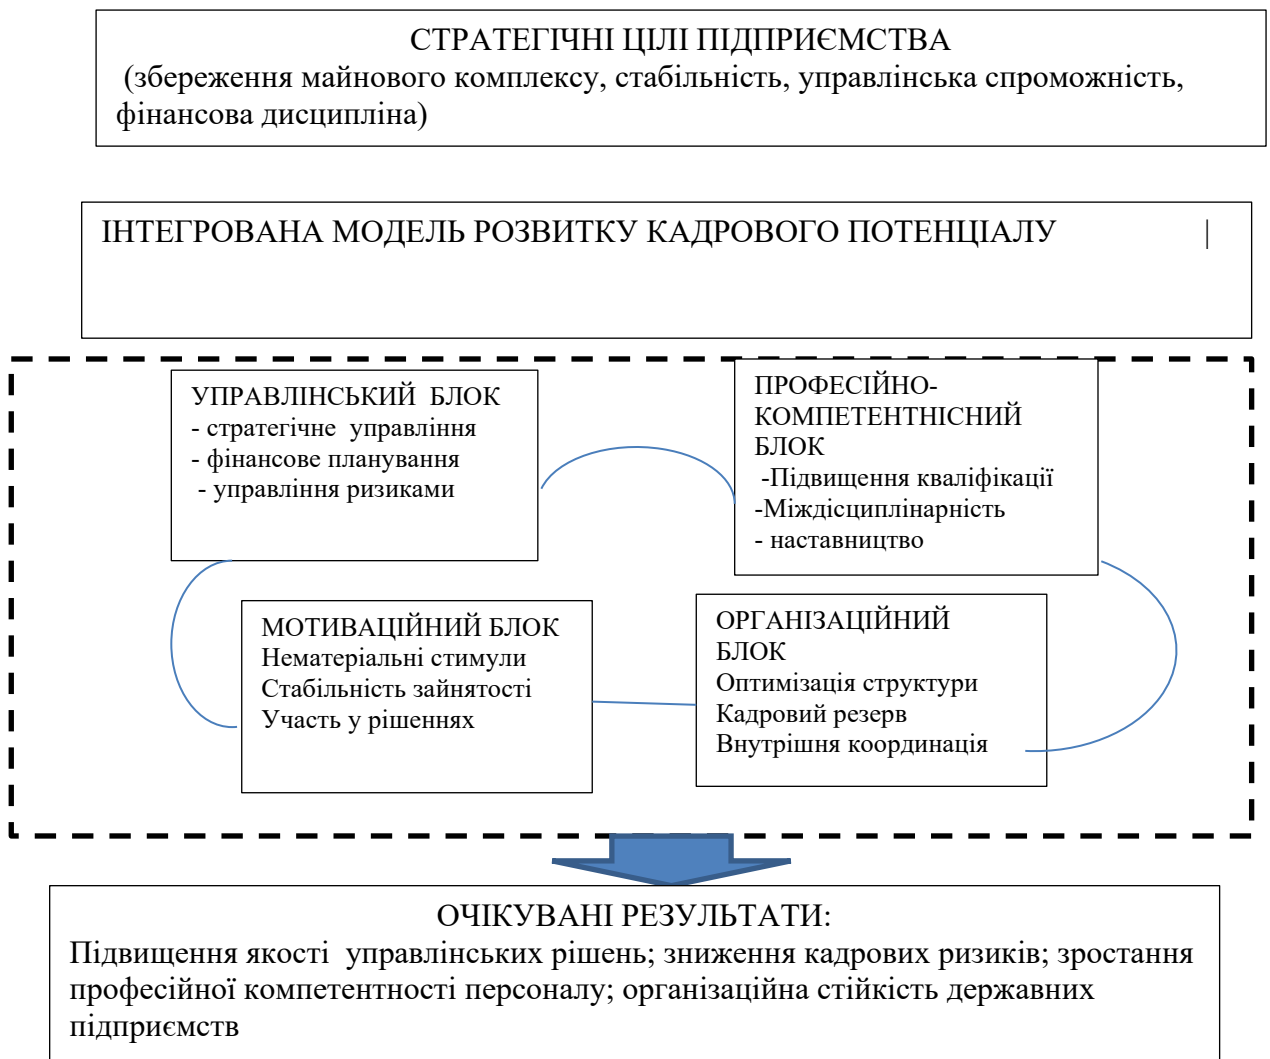 СТРАТЕГІЧНІ ЦІЛІ ПІДПРИЄМСТВА
(збереження майнового комплексу, стабільність, управлінська спроможність,
фінансова дисципліна)
ІНТЕГРОВАНА МОДЕЛЬ РОЗВИТКУ КАДРОВОГО ПОТЕНЦІАЛУ |
УПРАВЛІНСЬКИЙ БЛОК
- стратегічне управління
- фінансове планування
- управління ризиками
ПРОФЕСІЙНО-
КОМПЕТЕНТНІСНИЙ
БЛОК
-Підвищення кваліфікації
-Міждисциплінарність
- наставництво
МОТИВАЦІЙНИЙ БЛОК
Нематеріальні стимули
Стабільність зайнятості
Участь у рішеннях
ОРГАНІЗАЦІЙНИЙ
БЛОК
Оптимізація структури
Кадровий резерв
Внутрішня координація
ОЧІКУВАНІ РЕЗУЛЬТАТИ:
Підвищення якості управлінських рішень; зниження кадрових ризиків; зростання
професійної компетентності персоналу; організаційна стійкість державних
підприємств